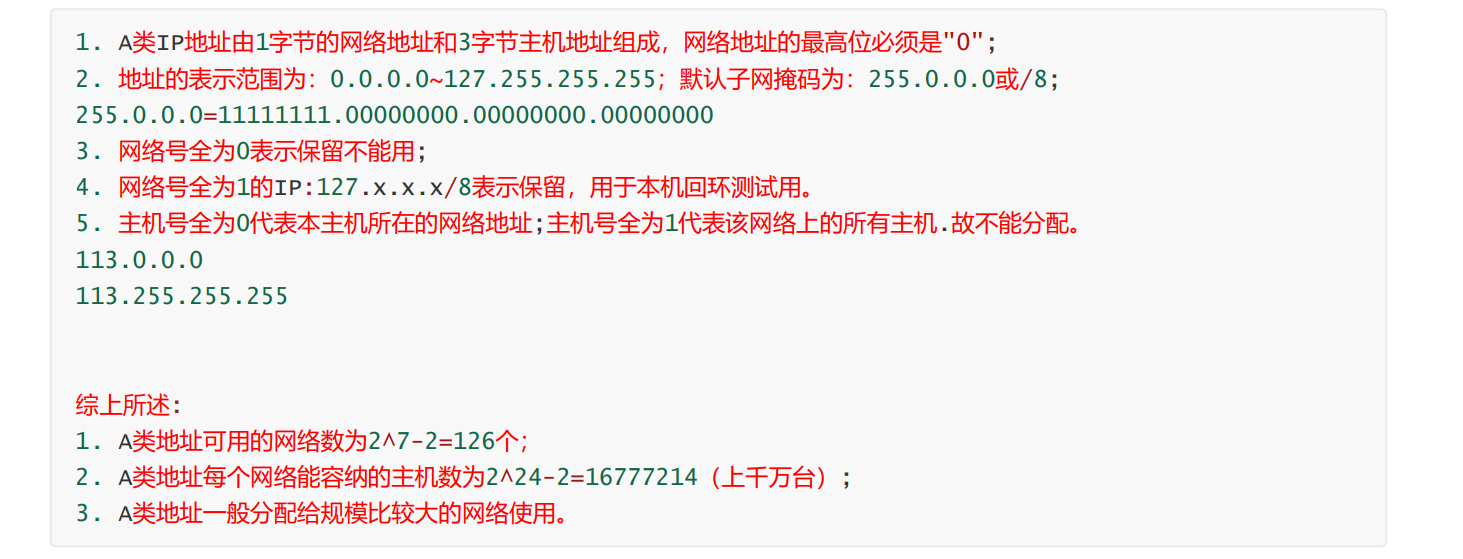 1. A类IP地址由1字节的网络地址和3字节主机地址组成，网络地址的最高位必须是"0";
2. 地址的表示范围为：0.0.0.0~127.255.255.255；默认子网掩码为：255.0.0.0或/8;
255.0.0.0=11111111.00000000.00000000.00000000
3. 网络号全为0表示保留不能用;
4. 网络号全为1的IP:127.x.x.x/8表示保留，用于本机回环测试用。
5. 主机号全为0代表本主机所在的网络地址;主机号全为1代表该网络上的所有主机.故不能分配。
113.0.0.0
113.255.255.255
综上所述:
1. A类地址可用的网络数为2^7-2=126个；
2. A类地址每个网络能容纳的主机数为2^24-2=16777214（上千万台）;
3. A类地址一般分配给规模比较大的网络使用。